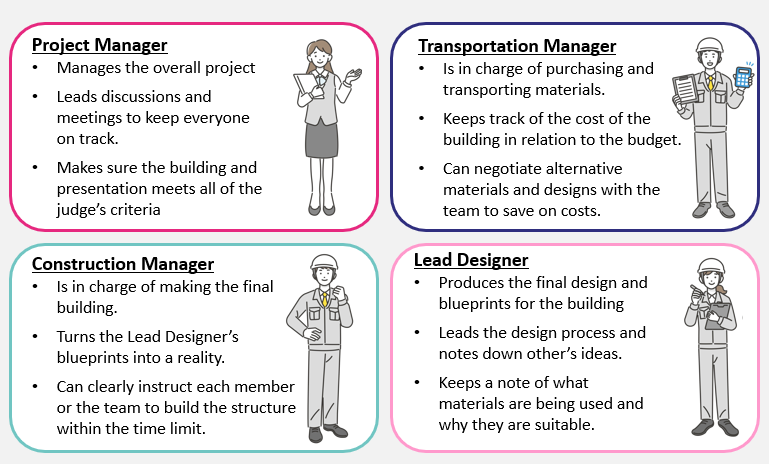 Project Manager
• Manages the overall project
• Leads discussions and
meetings to keep everyone
on track.
• Makes sure the building and
presentation meets all of the
judge’s criteria
Transportation Manager
• Is in charge of purchasing and
transporting materials.
• Keeps track of the cost of the
building in relation to the budget.
• Can negotiate alternative
materials and designs with the
team to save on costs.
Construction Manager
• Is in charge of making the final
building.
• Turns the Lead Designer’s
blueprints into a reality.
• Can clearly instruct each member
or the team to build the structure
within the time limit.
Lead Designer
• Produces the final design and
blueprints for the building
• Leads the design process and
notes down other’s ideas.
• Keeps a note of what
materials are being used and
why they are suitable.